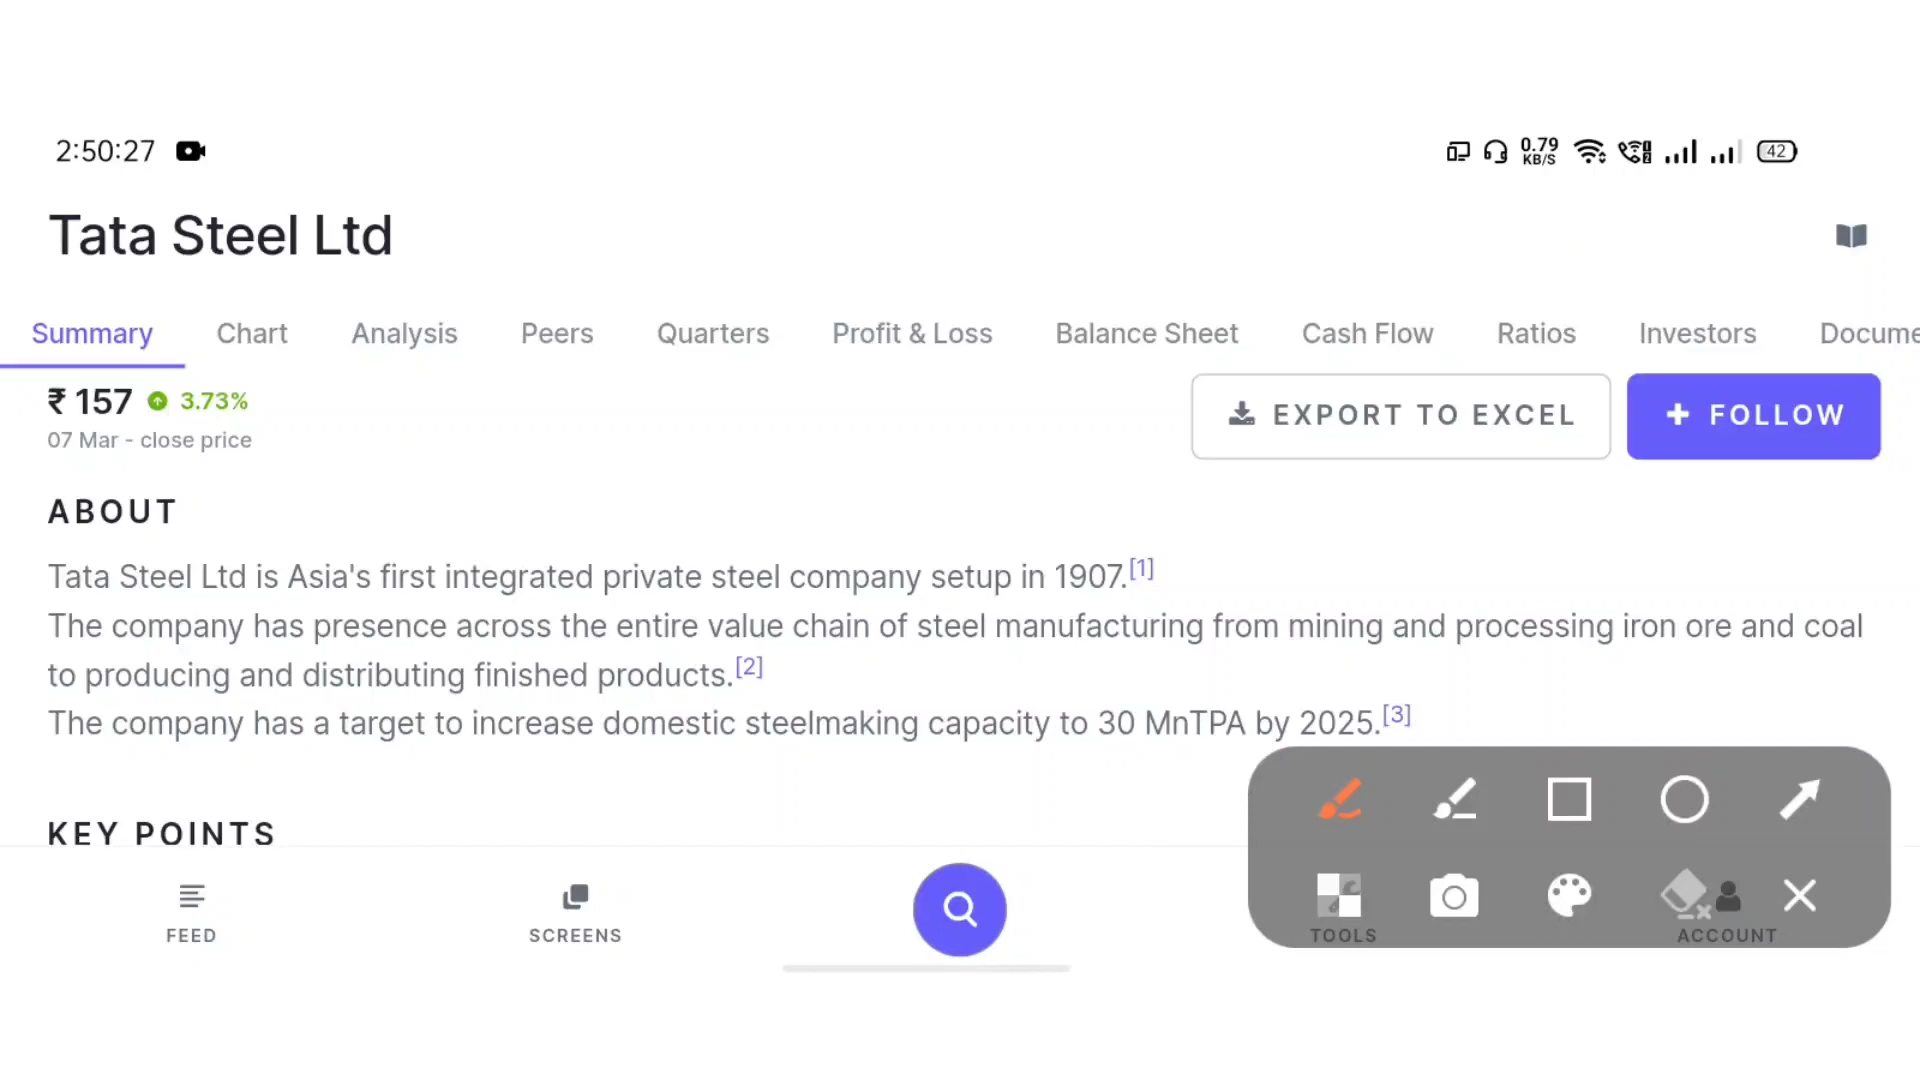 2:50:27
0.79
KB/S
42
Tata Steel Ltd
Summary Chart Analysis Peers Quarters Profit & Loss Balance Sheet Cash Flow Ratios Investors Docume
₹ 157 3.73%
07 Mar - close price
EXPORT TO EXCEL
+ FOLLOW
ABOUT
Tata Steel Ltd is Asia's first integrated private steel company setup in 1907.[1]
The company has presence across the entire value chain of steel manufacturing from mining and processing iron ore and coal
to producing and distributing finished products.[2]
The company has a target to increase domestic steelmaking capacity to 30 MnTPA by 2025.[3]
KEY POINTS
FEED SCREENS TOOLS ACCOUNT